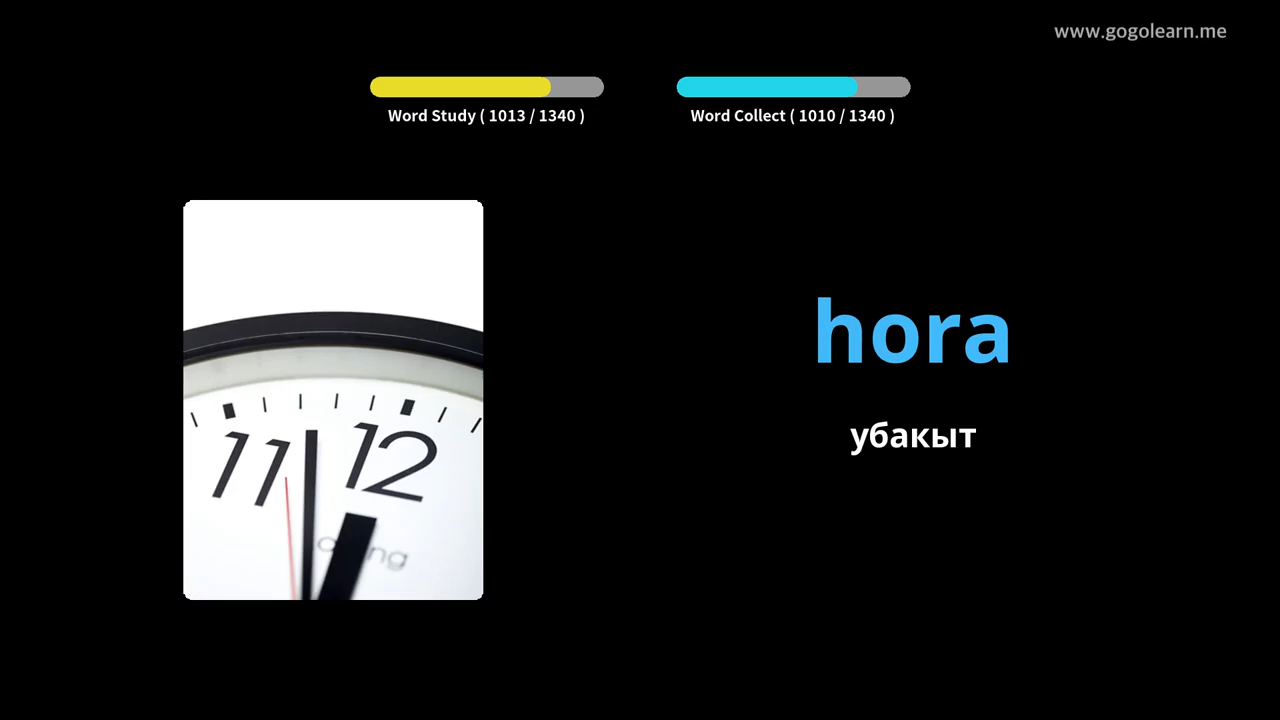 www.gogolearn.me
Word Study ( 1013 / 1340 )
Word Collect ( 1010 / 1340 )
hora
убакыт
11 12